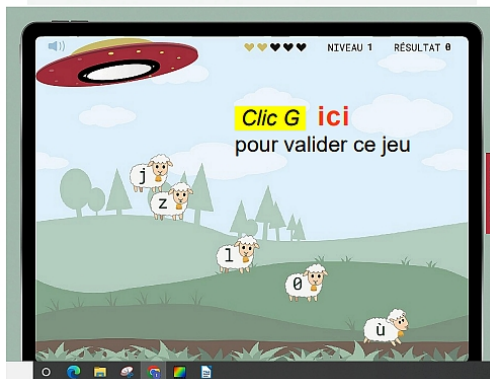 NIVEAU 1 RÉSULTAT 0
Clic G ici
pour valider ce jeu
j
z
l
0
ù